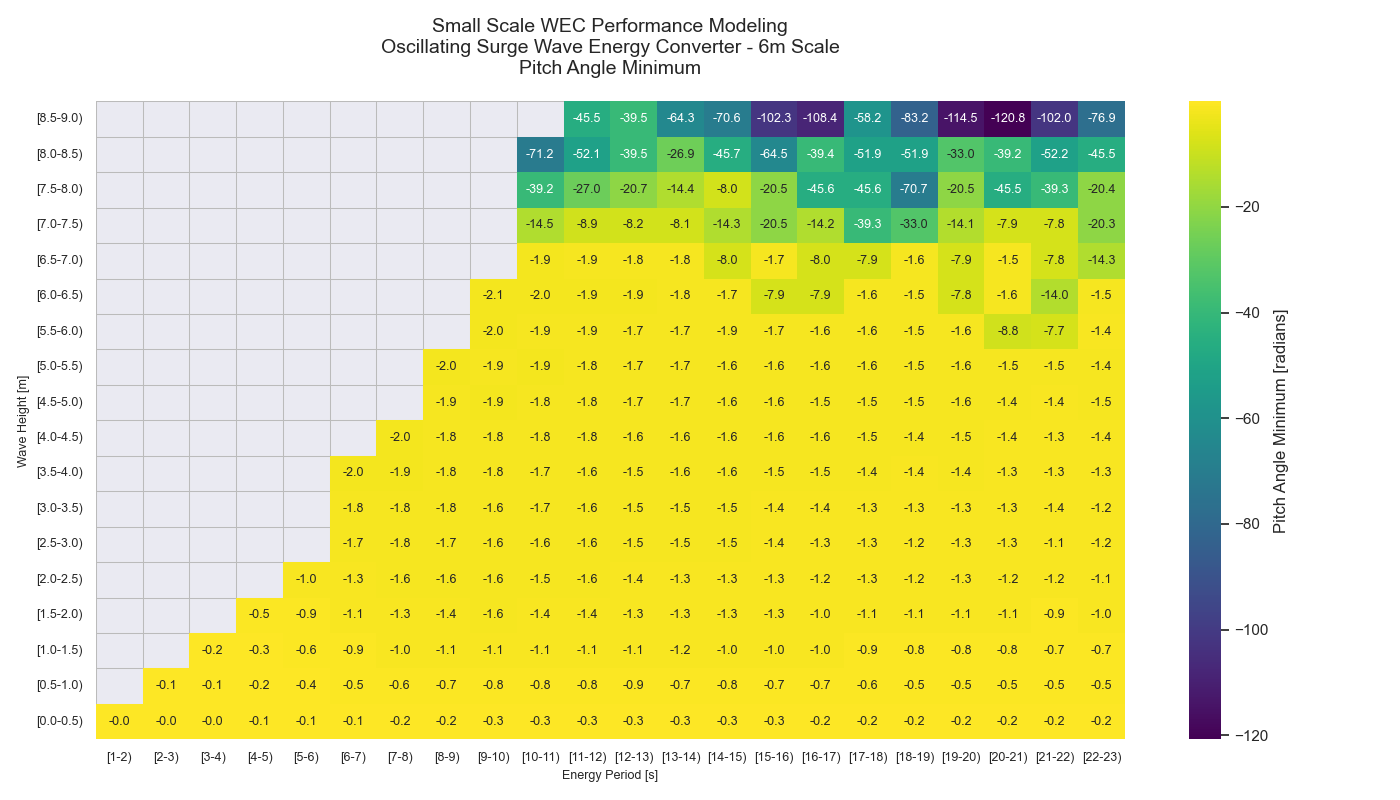 Small Scale WEC Performance Modeling
Oscillating Surge Wave Energy Converter - 6m Scale
Pitch Angle Minimum
[8.5-9.0) -45.5 -39.5 -64.3 -70.6 -102.3 -108.4 -58.2 -83.2 -114.5 -120.8 -102.0 -76.9
[8.0-8.5) -71.2 -52.1 -39.5 -26.9 -45.7 -64.5 -39.4 -51.9 -51.9 -33.0 -39.2 -52.2 -45.5
[7.5-8.0) -39.2 -27.0 -20.7 -14.4 -8.0 -20.5 -45.6 -45.6 -70.7 -20.5 -45.5 -39.3 -20.4
[7.0-7.5) -14.5 -8.9 -8.2 -8.1 -14.3 -20.5 -14.2 -39.3 -33.0 -14.1 -7.9 -7.8 -20.3
[6.5-7.0) -1.9 -1.9 -1.8 -1.8 -8.0 -1.7 -8.0 -7.9 -1.6 -7.9 -1.5 -7.8 -14.3
[6.0-6.5) -2.1 -2.0 -1.9 -1.9 -1.8 -1.7 -7.9 -7.9 -1.6 -1.5 -7.8 -1.6 -14.0 -1.5
[5.5-6.0) -2.0 -1.9 -1.9 -1.7 -1.7 -1.9 -1.7 -1.6 -1.6 -1.5 -1.6 -8.8 -7.7 -1.4
[5.0-5.5) -2.0 -1.9 -1.9 -1.8 -1.7 -1.7 -1.6 -1.6 -1.6 -1.6 -1.5 -1.6 -1.5 -1.5 -1.4
[4.5-5.0) -1.9 -1.9 -1.8 -1.8 -1.7 -1.7 -1.6 -1.6 -1.5 -1.5 -1.5 -1.6 -1.4 -1.4 -1.5
[4.0-4.5) -2.0 -1.8 -1.8 -1.8 -1.8 -1.6 -1.6 -1.6 -1.6 -1.6 -1.5 -1.4 -1.5 -1.4 -1.3 -1.4
[3.5-4.0) -2.0 -1.9 -1.8 -1.8 -1.7 -1.6 -1.5 -1.6 -1.6 -1.5 -1.5 -1.4 -1.4 -1.4 -1.3 -1.3 -1.3
[3.0-3.5) -1.8 -1.8 -1.8 -1.6 -1.7 -1.6 -1.5 -1.5 -1.5 -1.4 -1.4 -1.3 -1.3 -1.3 -1.3 -1.4 -1.2
[2.5-3.0) -1.7 -1.8 -1.7 -1.6 -1.6 -1.6 -1.5 -1.5 -1.5 -1.4 -1.3 -1.3 -1.2 -1.3 -1.3 -1.1 -1.2
[2.0-2.5) -1.0 -1.3 -1.6 -1.6 -1.6 -1.5 -1.6 -1.4 -1.3 -1.3 -1.3 -1.2 -1.3 -1.2 -1.3 -1.2 -1.2 -1.1
[1.5-2.0) -0.5 -0.9 -1.1 -1.3 -1.4 -1.6 -1.4 -1.4 -1.3 -1.3 -1.3 -1.3 -1.0 -1.1 -1.1 -1.1 -1.1 -0.9 -1.0
[1.0-1.5) -0.2 -0.3 -0.6 -0.9 -1.0 -1.1 -1.1 -1.1 -1.1 -1.1 -1.2 -1.0 -1.0 -1.0 -0.9 -0.8 -0.8 -0.8 -0.7 -0.7
[0.5-1.0) -0.1 -0.1 -0.2 -0.4 -0.5 -0.6 -0.7 -0.8 -0.8 -0.8 -0.9 -0.7 -0.8 -0.7 -0.7 -0.6 -0.5 -0.5 -0.5 -0.5 -0.5
[0.0-0.5) -0.0 -0.0 -0.0 -0.1 -0.1 -0.1 -0.2 -0.2 -0.3 -0.3 -0.3 -0.3 -0.3 -0.3 -0.3 -0.2 -0.2 -0.2 -0.2 -0.2 -0.2 -0.2
[1-2) [2-3) [3-4) [4-5) [5-6) [6-7) [7-8) [8-9) [9-10) [10-11) [11-12) [12-13) [13-14) [14-15) [15-16) [16-17) [17-18) [18-19) [19-20) [20-21) [21-22) [22-23)
Energy Period [s]
Wave Height [m]
−20
−40
−60
−80
−100
−120
Pitch Angle Minimum [radians]